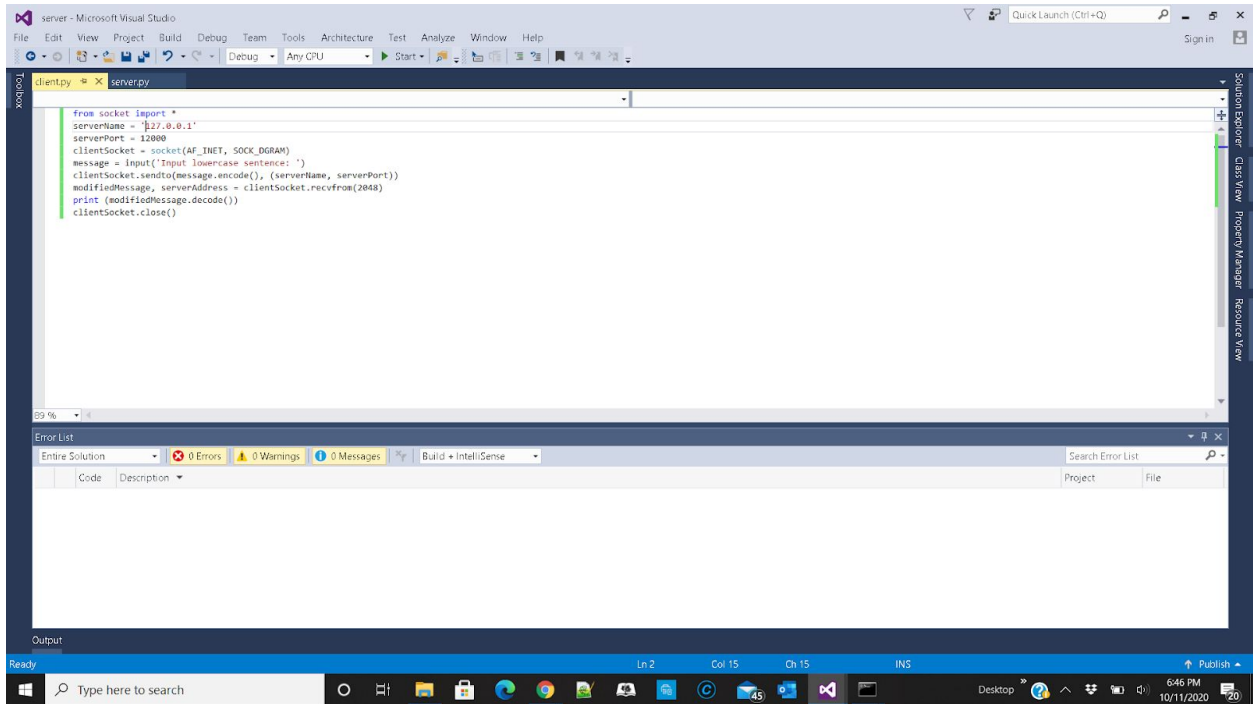 server - Microsoft Visual Studio
Quick Launch (Ctrl+Q)
File Edit View Project Build Debug Team Tools Architecture Test Analyze Window Help
Sign in
Debug Any CPU Start
Toolbox
client.py server.py
Solution Explorer
Class View
Property Manager
Resource View
from socket import *
serverName = '127.0.0.1'
serverPort = 12000
clientSocket = socket(AF_INET, SOCK_DGRAM)
message = input('Input lowercase sentence: ')
clientSocket.sendto(message.encode(), (serverName, serverPort))
modifiedMessage, serverAddress = clientSocket.recvfrom(2048)
print (modifiedMessage.decode())
clientSocket.close()
89 %
Error List
Entire Solution 0 Errors 0 Warnings 0 Messages Build + IntelliSense Search Error List
Code Description Project File
Output
Ready Ln 2 Col 15 Ch 15 INS Publish
Type here to search
45
Desktop
6:46 PM
10/11/2020
20